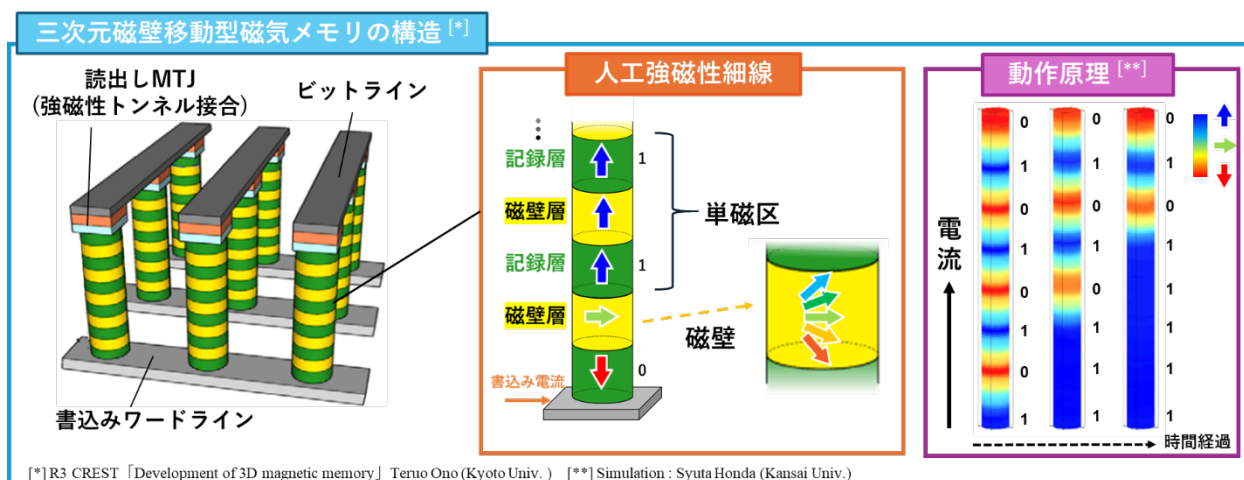 三次元磁壁移動型磁気メモリの構造 [*]
読出しMTJ
(強磁性トンネル接合)
ビットライン
書込みワードライン
人工強磁性細線
記録層
1
磁壁層
単磁区
記録層
1
磁壁層
磁壁
0
書込み電流
動作原理 [**]
電流
0
1
0
1
0
1
0
1
0
1
0
1
0
1
1
1
0
1
0
1
1
1
1
1
時間経過
[*] R3 CREST「Development of 3D magnetic memory」Teruo Ono (Kyoto Univ. ) [**] Simulation : Syuta Honda (Kansai Univ.)